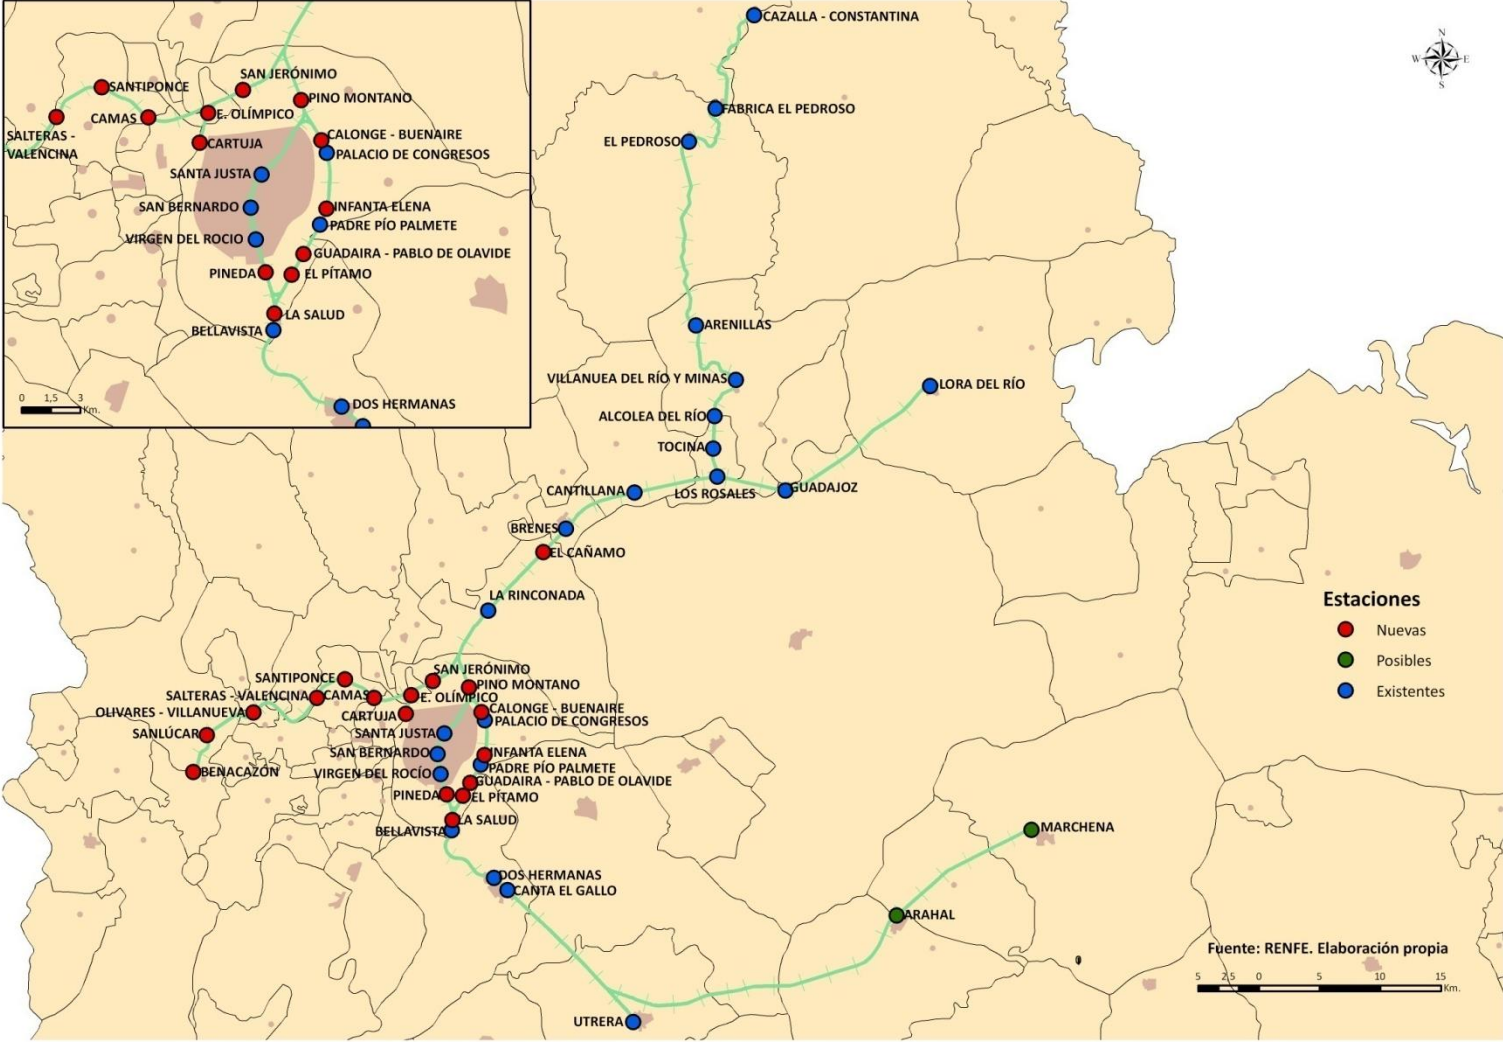 CAZALLA - CONSTANTINA
FABRICA EL PEDROSO
EL PEDROSO
ARENILLAS
VILLANUEA DEL RÍO Y MINAS
ALCOLEA DEL RÍO
TOCINA
LORA DEL RÍO
CANTILLANA
LOS ROSALES
GUADAJOZ
BRENES
EL CAÑAMO
LA RINCONADA
SAN JERÓNIMO
SANTIPONCE
PINO MONTANO
SALTERAS - VALENCINA
CAMAS
E. OLÍMPICO
OLIVARES - VILLANUEVA
CALONGE - BUENAIRE
CARTUJA
PALACIO DE CONGRESOS
SANLÚCAR
SANTA JUSTA
SAN BERNARDO
INFANTA ELENA
BENACAZÓN
VIRGEN DEL ROCÍO
PADRE PÍO PALMETE
GUADAIRA - PABLO DE OLAVIDE
PINEDA
EL PÍTAMO
LA SALUD
BELLAVISTA
DOS HERMANAS
CANTA EL GALLO
UTRERA
ARAHAL
MARCHENA
SAN JERÓNIMO
SANTIPONCE
PINO MONTANO
CAMAS
E. OLÍMPICO
SALTERAS -
VALENCINA
CALONGE - BUENAIRE
CARTUJA
PALACIO DE CONGRESOS
SANTA JUSTA
SAN BERNARDO
INFANTA ELENA
PADRE PÍO PALMETE
VIRGEN DEL ROCIO
GUADAIRA - PABLO DE OLAVIDE
PINEDA
EL PÍTAMO
LA SALUD
BELLAVISTA
DOS HERMANAS
0 1,5 3
Km.
N
W E
S
Estaciones
Nuevas
Posibles
Existentes
Fuente: RENFE. Elaboración propia
5 2,5 0 5 10 15
Km.